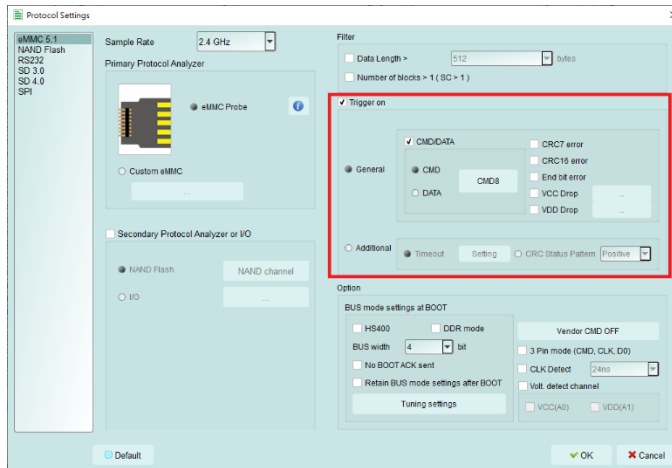 Protocol Settings
eMMC 5.1
NAND Flash
RS232
SD 3.0
SD 4.0
SPI
Sample Rate
2.4 GHz
Primary Protocol Analyzer
eMMC Probe
Custom eMMC
...
Secondary Protocol Analyzer or I/O
NAND Flash
NAND channel
I/O
...
Default
Filter
Data Length >
512
bytes
Number of blocks > 1 ( SC > 1 )
Trigger on
General
CMD/DATA
CMD
DATA
CMD8
CRC7 error
CRC16 error
End bit error
VCC Drop
...
VDD Drop
...
Additional
Timeout
Setting
CRC Status Pattern
Positive
Option
BUS mode settings at BOOT
HS400
DDR mode
BUS width
4
bit
No BOOT ACK sent
Retain BUS mode settings after BOOT
Tuning settings
Vendor CMD OFF
3 Pin mode (CMD, CLK, D0)
CLK Detect
24ns
Volt. detect channel
VCC(A0)
VDD(A1)
OK
Cancel